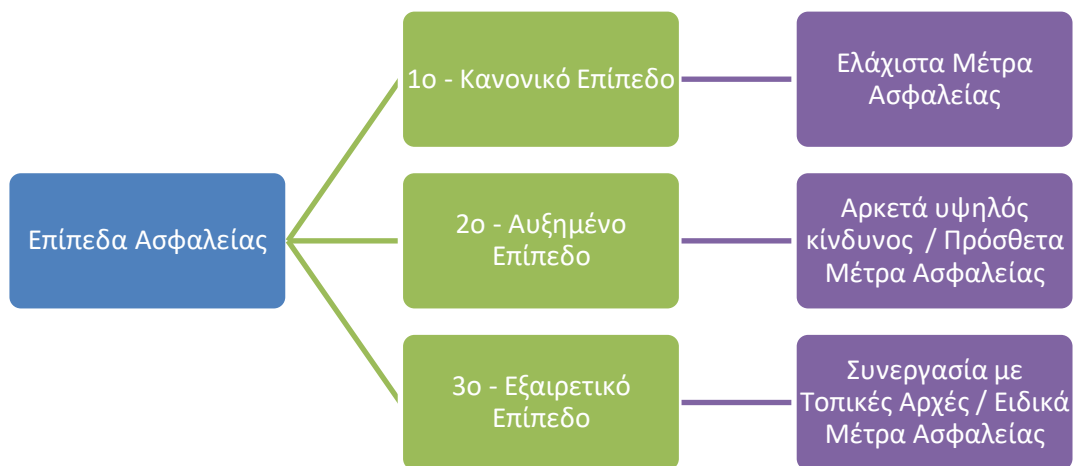 Επίπεδα Ασφαλείας
1ο - Κανονικό Επίπεδο
Ελάχιστα Μέτρα
Ασφαλείας
2ο - Αυξημένο
Επίπεδο
Αρκετά υψηλός
κίνδυνος / Πρόσθετα
Μέτρα Ασφαλείας
3ο - Εξαιρετικό
Επίπεδο
Συνεργασία με
Τοπικές Αρχές / Ειδικά
Μέτρα Ασφαλείας